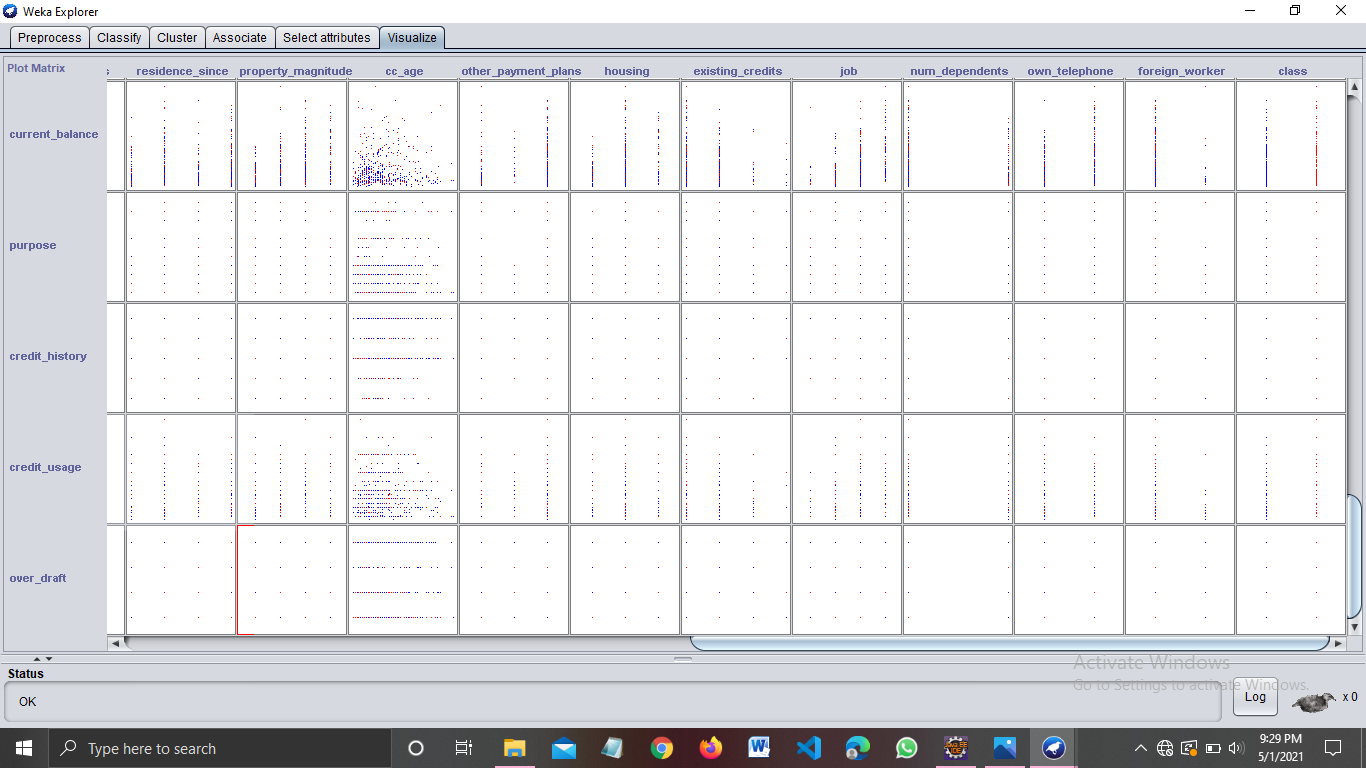 Weka Explorer
Preprocess Classify Cluster Associate Select attributes Visualize
Plot Matrix
residence_since property_magnitude cc_age other_payment_plans housing existing_credits job num_dependents own_telephone foreign_worker class
current_balance
purpose
credit_history
credit_usage
over_draft
Status
OK
Log
x 0
Activate Windows
Go to Settings to activate Windows.
Type here to search
9:29 PM
5/1/2021